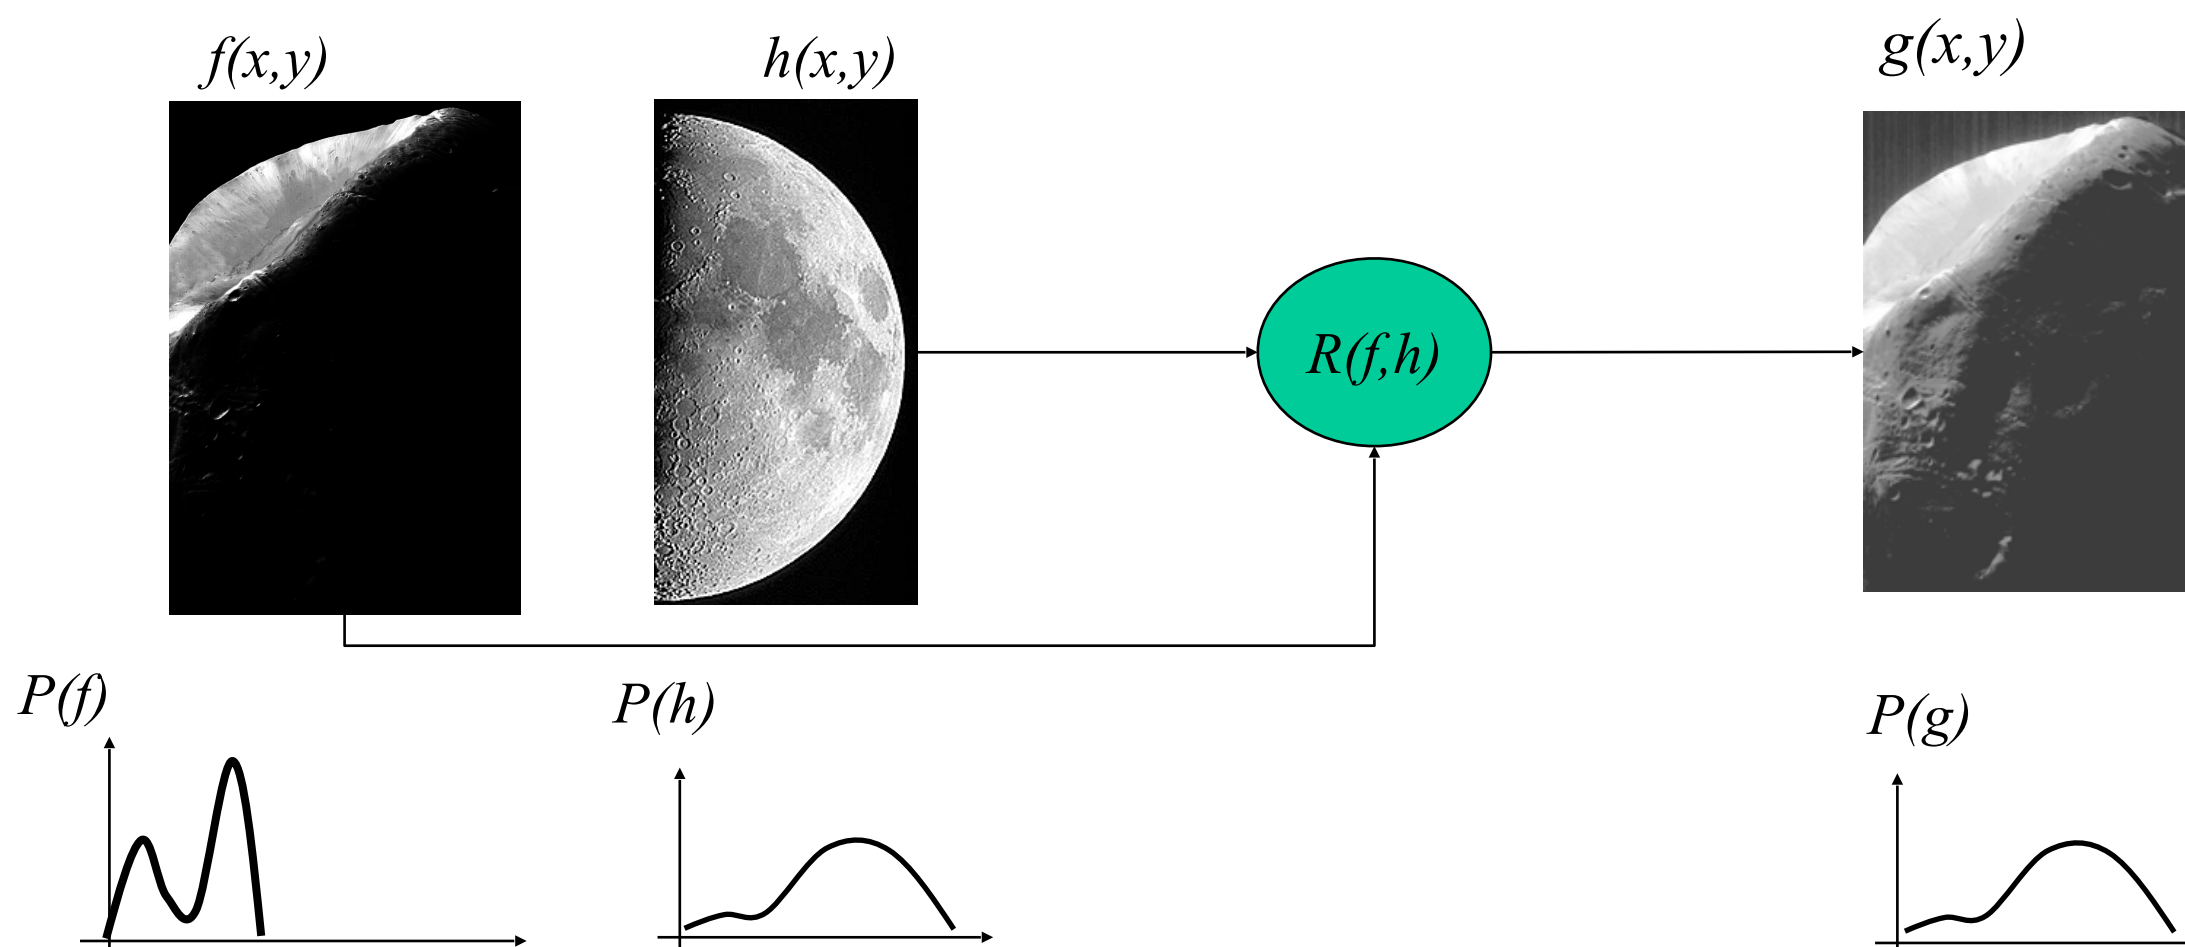 f(x,y)
h(x,y)
g(x,y)
R(f,h)
P(f)
P(h)
P(g)